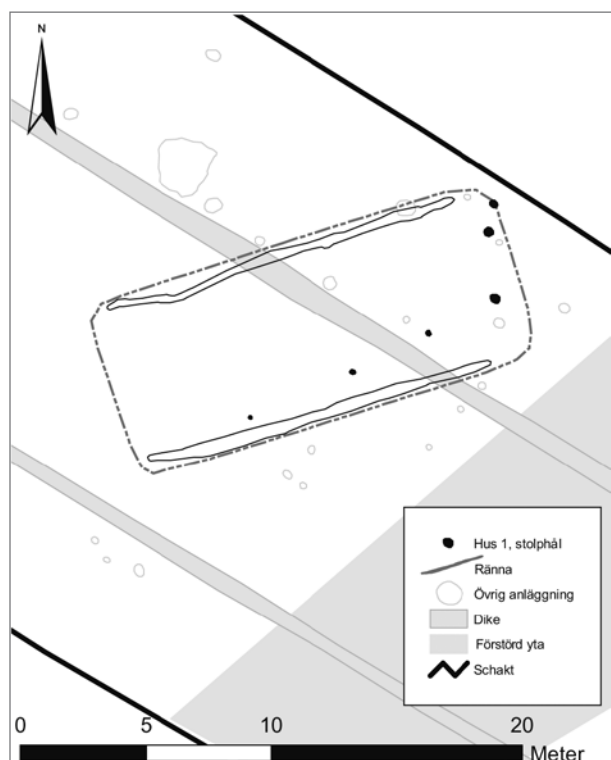 N
Hus 1, stolphål
Ränna
Övrig anläggning
Dike
Förstörd yta
Schakt
0 5 10 20
Meter